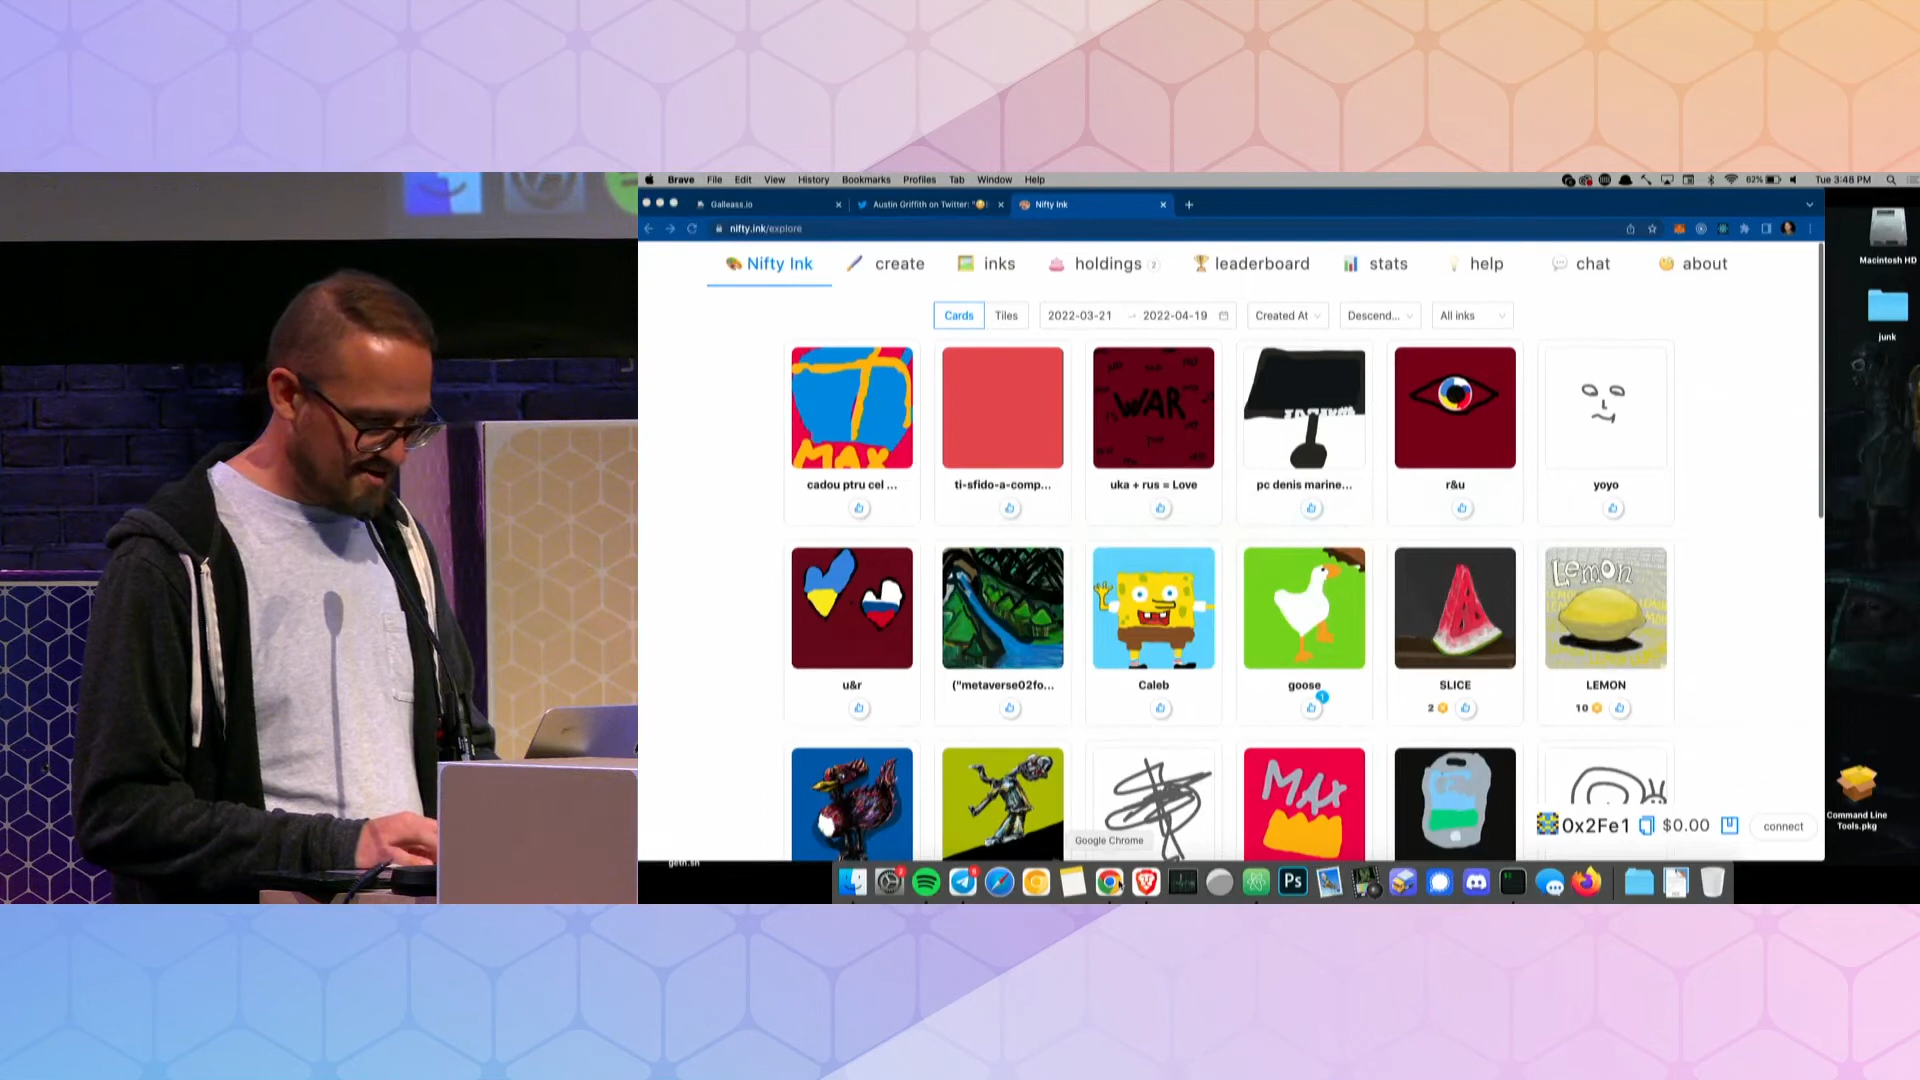 Brave File Edit View History Bookmarks Profiles Tab Window Help
62% Tue 3:48 PM
Galleass.io
Austin Griffith on Twitter: "
Nifty Ink
nifty.ink/explore
Nifty Ink create inks holdings 2 leaderboard stats help chat about
Cards Tiles 2022-03-21 → 2022-04-19 Created At Descend... All inks
MAX
WAR
cadou ptru cel ...
ti-sfido-a-comp...
uka + rus = Love
pc denis marine...
r&u
yoyo
Lemon
u&r
("metaverse02fo...
Caleb
goose
1
SLICE
2
LEMON
10
MAX
0x2Fe1 $0.00 connect
Google Chrome
Ps
Macintosh HD
junk
Command Line
Tools.pkg